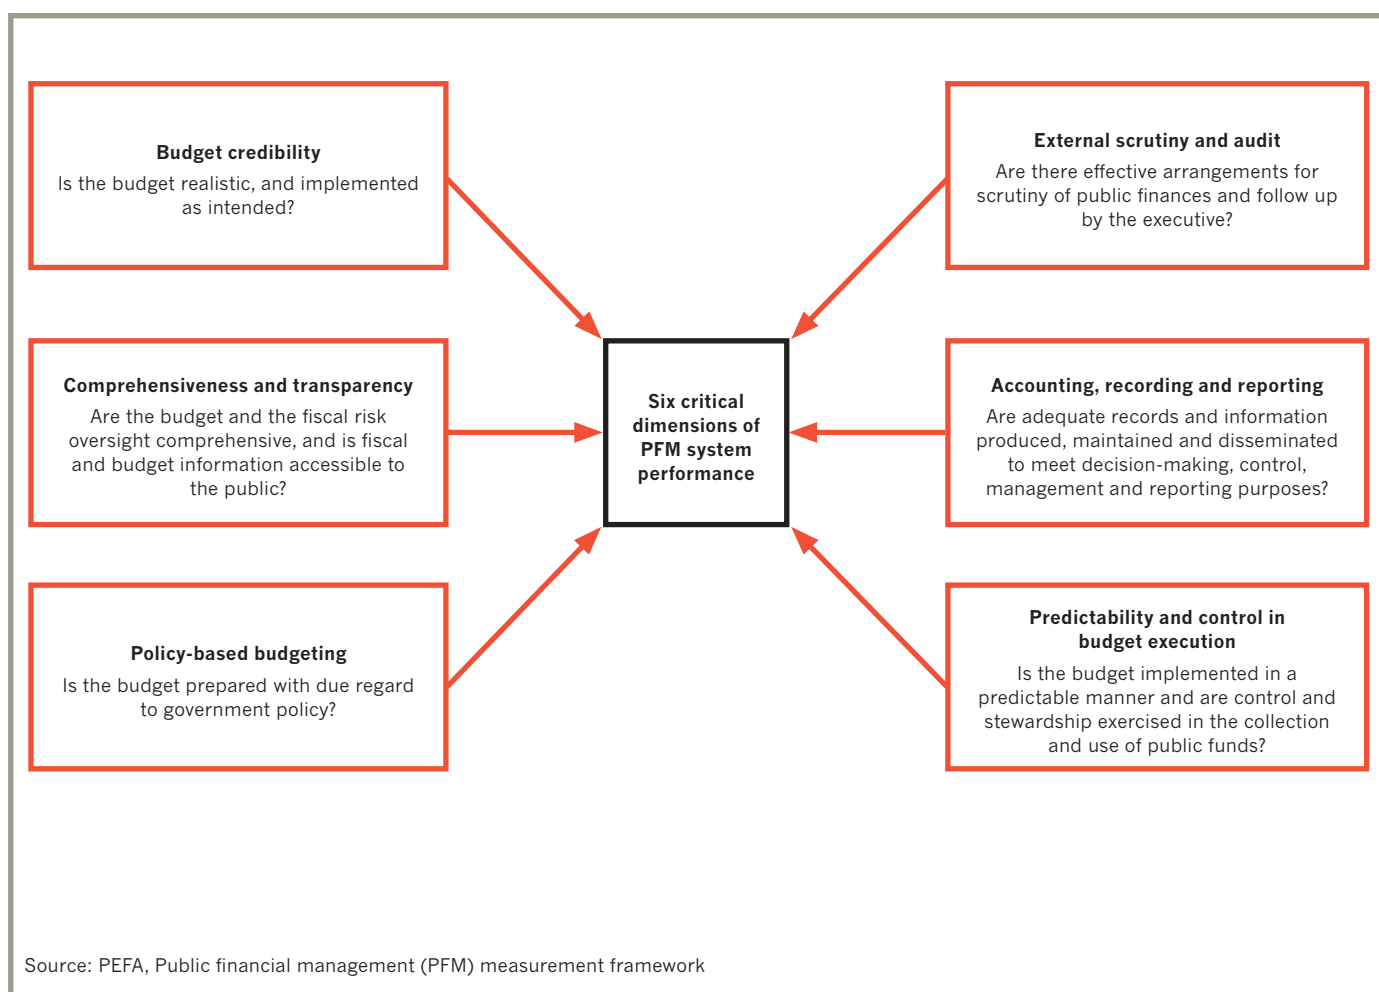 Budget credibility
Is the budget realistic, and implemented
as intended?
Comprehensiveness and transparency
Are the budget and the fiscal risk
oversight comprehensive, and is fiscal
and budget information accessible to
the public?
Policy-based budgeting
Is the budget prepared with due regard
to government policy?
Six critical
dimensions of
PFM system
performance
External scrutiny and audit
Are there effective arrangements for
scrutiny of public finances and follow up
by the executive?
Accounting, recording and reporting
Are adequate records and information
produced, maintained and disseminated
to meet decision-making, control,
management and reporting purposes?
Predictability and control in
budget execution
Is the budget implemented in a
predictable manner and are control and
stewardship exercised in the collection
and use of public funds?
Source: PEFA, Public financial management (PFM) measurement framework